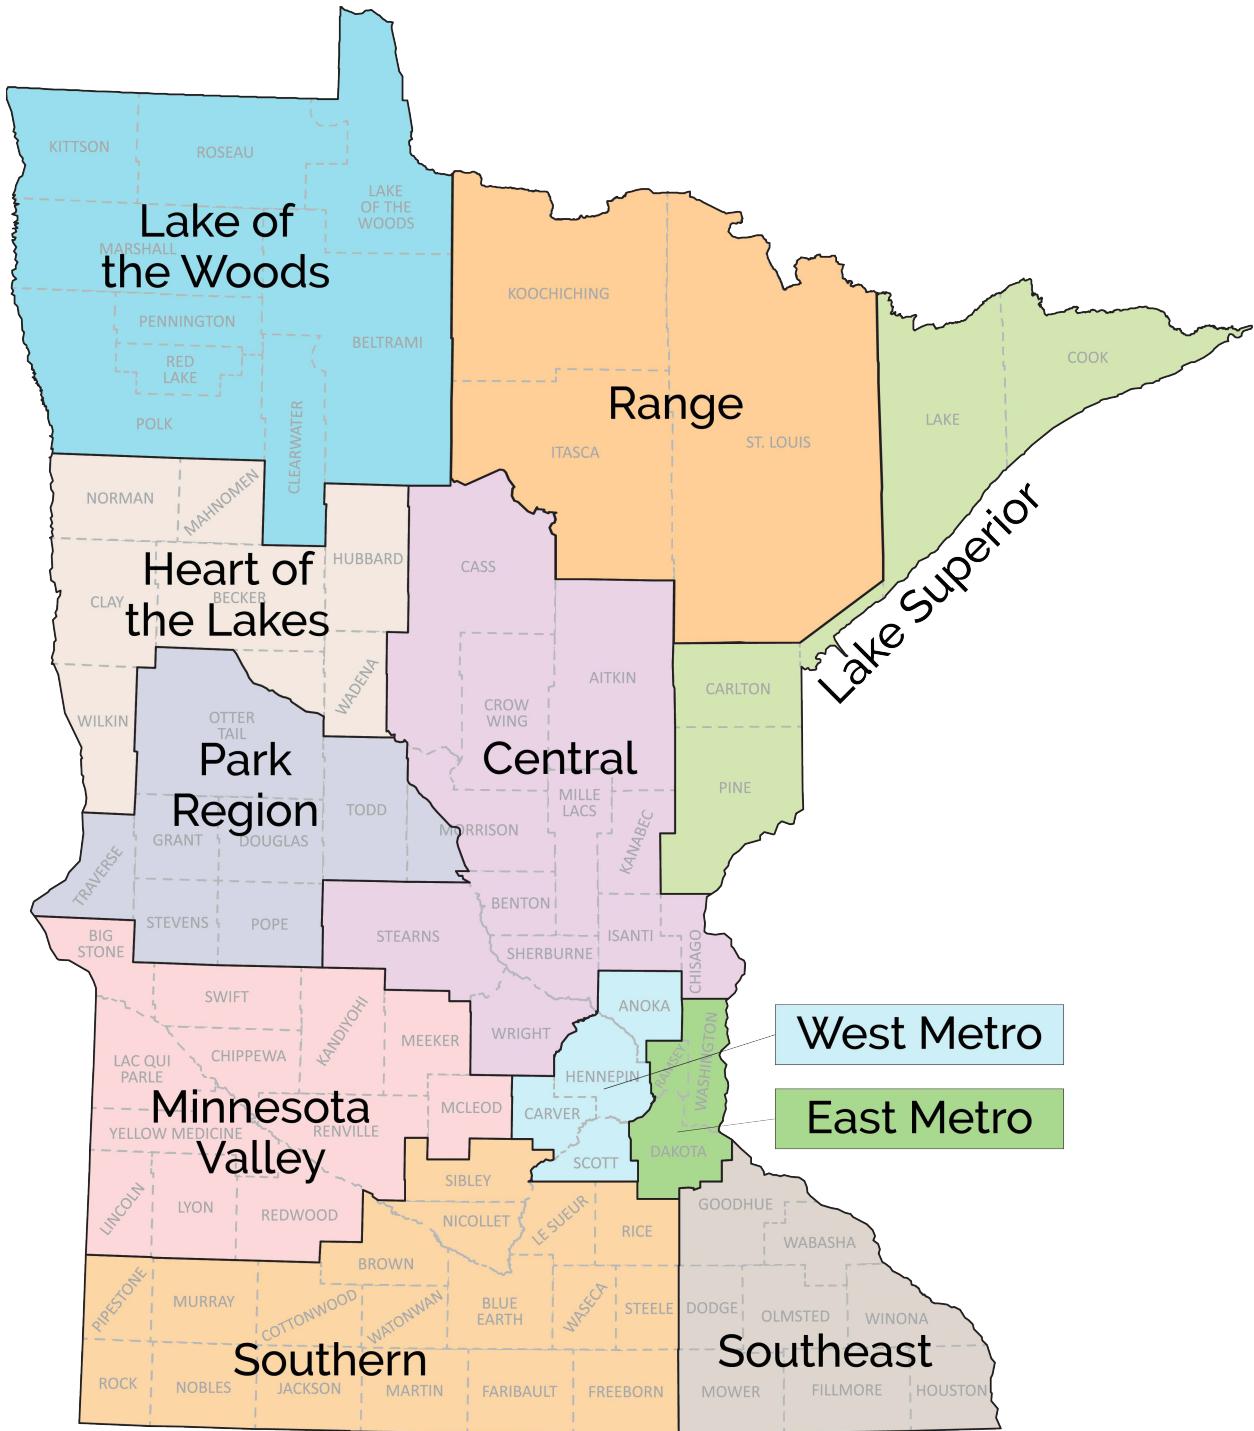 KITTSON
ROSEAU
LAKE
OF THE
WOODS
Lake of
the Woods
MARSHALL
PENNINGTON
RED
LAKE
BELTRAMI
POLK
CLEARWATER
KOOCHICHING
Range
ITASCA
ST. LOUIS
COOK
LAKE
Lake Superior
CARLTON
PINE
NORMAN
MAHNOMEN
HUBBARD
Heart of
the Lakes
CLAY
BECKER
WADENA
WILKIN
OTTER
TAIL
Park
Region
TODD
GRANT
DOUGLAS
TRAVERSE
STEVENS
POPE
CASS
AITKIN
CROW
WING
Central
MILLE
LACS
MORRISON
KANABEC
BENTON
STEARNS
ISANTI
SHERBURNE
CHISAGO
WRIGHT
BIG
STONE
SWIFT
KANDIYOHI
MEEKER
LAC QUI
PARLE
CHIPPEWA
Minnesota
Valley
MCLEOD
YELLOW MEDICINE
RENVILLE
LINCOLN
LYON
REDWOOD
ANOKA
HENNEPIN
CARVER
SCOTT
West Metro
RAMSEY
WASHINGTON
East Metro
DAKOTA
SIBLEY
NICOLLET
LE SUEUR
RICE
BROWN
PIPESTONE
MURRAY
COTTONWOOD
WATONWAN
BLUE
EARTH
WASECA
STEELE
Southern
ROCK
NOBLES
JACKSON
MARTIN
FARIBAULT
FREEBORN
GOODHUE
WABASHA
DODGE
OLMSTED
WINONA
Southeast
MOWER
FILLMORE
HOUSTON